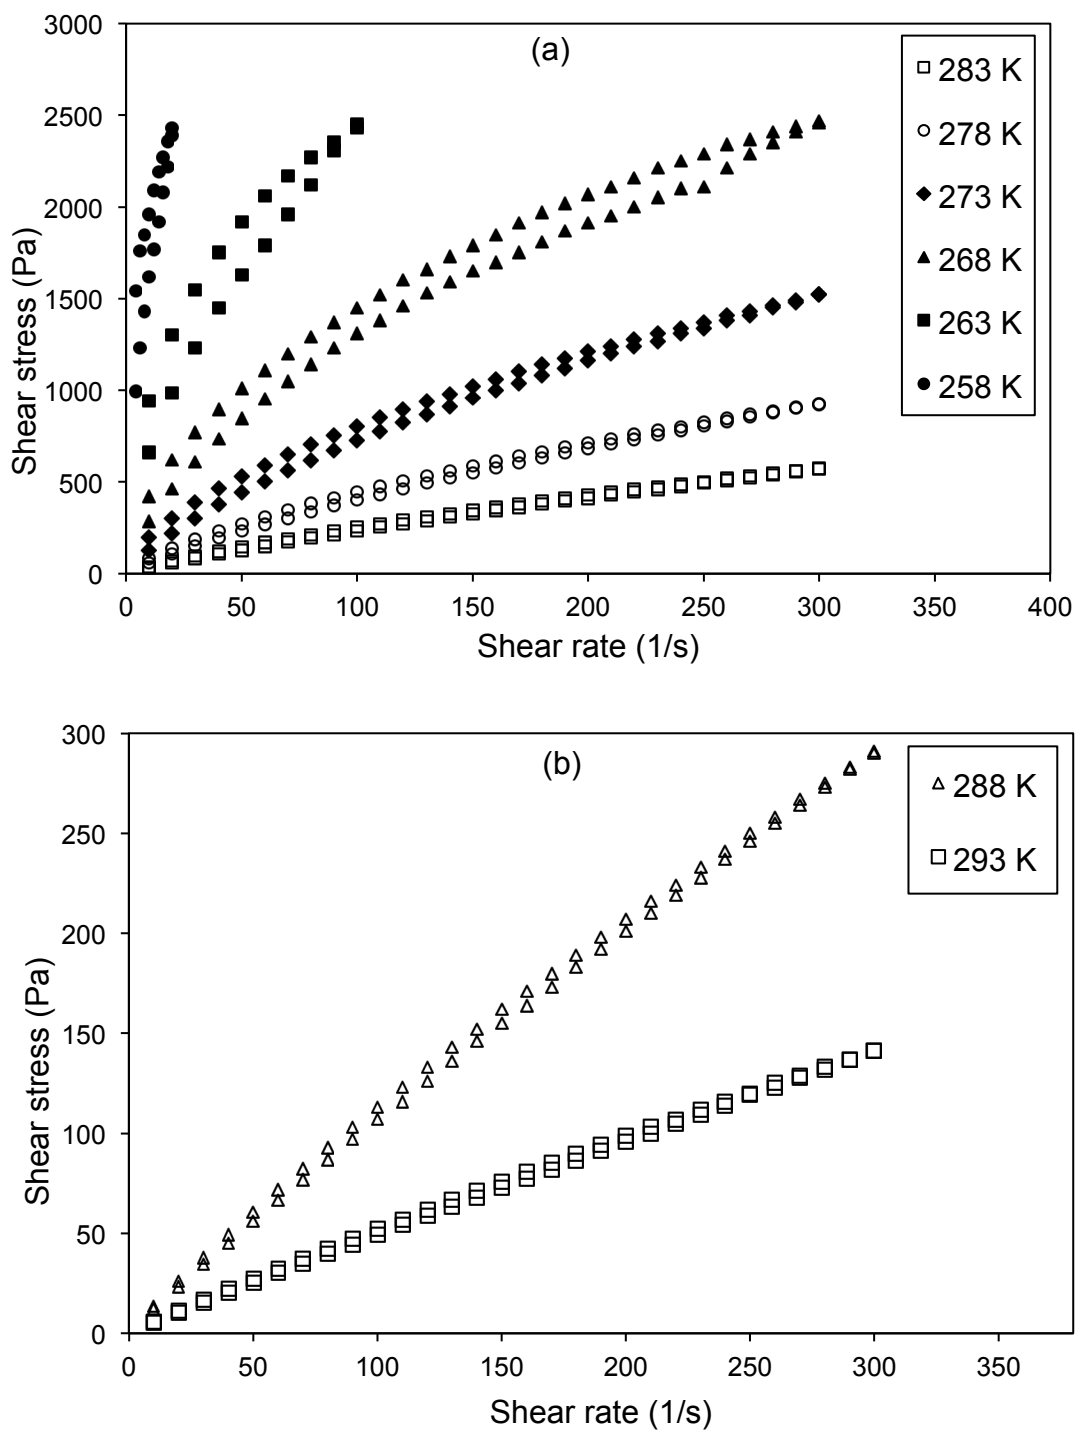 (a)
3000
2500
2000
1500
1000
500
0
Shear stress (Pa)
0 50 100 150 200 250 300 350 400
Shear rate (1/s)
283 K
278 K
273 K
268 K
263 K
258 K
(b)
300
250
200
150
100
50
0
Shear stress (Pa)
0 50 100 150 200 250 300 350
Shear rate (1/s)
288 K
293 K